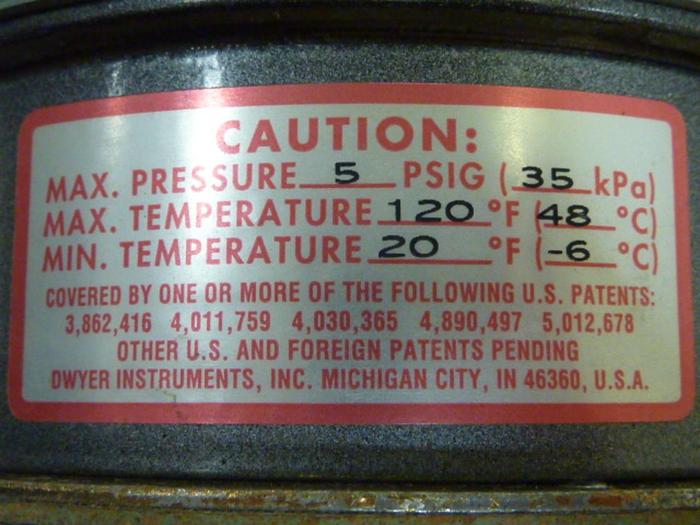 CAUTION:
MAX. PRESSURE 5 PSIG (35 kPa)
MAX. TEMPERATURE 120 °F (48 °C)
MIN. TEMPERATURE 20 °F (-6 °C)
COVERED BY ONE OR MORE OF THE FOLLOWING U.S. PATENTS:
3,862,416 4,011,759 4,030,365 4,890,497 5,012,678
OTHER U.S. AND FOREIGN PATENTS PENDING
DWYER INSTRUMENTS, INC. MICHIGAN CITY, IN 46360, U.S.A.